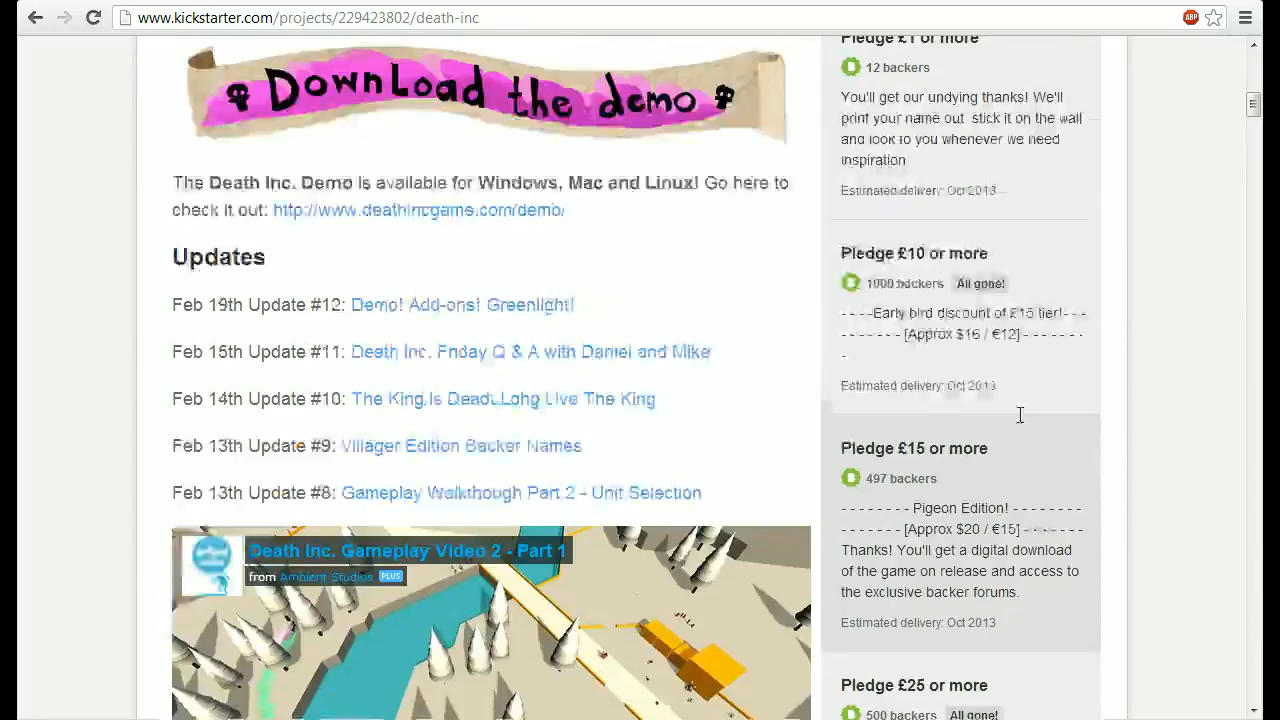 www.kickstarter.com/projects/229423802/death-inc
ABP
Download the demo
The Death Inc. Demo is available for Windows, Mac and Linux! Go here to
check it out: http://www.deathincgame.com/demo/
Updates
Feb 19th Update #12: Demo! Add-ons! Greenlight!
Feb 15th Update #11: Death Inc. Friday Q & A with Daniel and Mike
Feb 14th Update #10: The King Is Dead. Long Live The King
Feb 13th Update #9: Villager Edition Backer Names
Feb 13th Update #8: Gameplay Walkthough Part 2 - Unit Selection
Death Inc. Gameplay Video 2 - Part 1
from Ambient Studios PLUS
Pledge £1 or more
12 backers
You'll get our undying thanks! We'll
print your name out stick it on the wall
and look to you whenever we need
inspiration
Estimated delivery: Oct 2013
Pledge £10 or more
1000 backers All gone!
- - - -Early bird discount of £15 tier!- - -
- - - - - - - - [Approx $16 / €12]- - - - - - - -
-
Estimated delivery: Oct 2013
Pledge £15 or more
497 backers
- - - - - - - - - Pigeon Edition! - - - - - - - -
- - - - - - - - [Approx $20 / €15] - - - - - - -
Thanks! You'll get a digital download
of the game on release and access to
the exclusive backer forums.
Estimated delivery: Oct 2013
Pledge £25 or more
500 backers All gone!